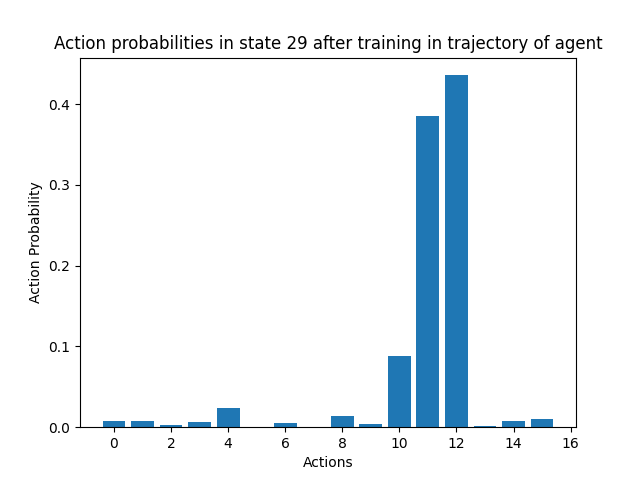 Action probabilities in state 29 after training in trajectory of agent
0.4
0.3
0.2
0.1
0.0
Action Probability
0 2 4 6 8 10 12 14 16
Actions